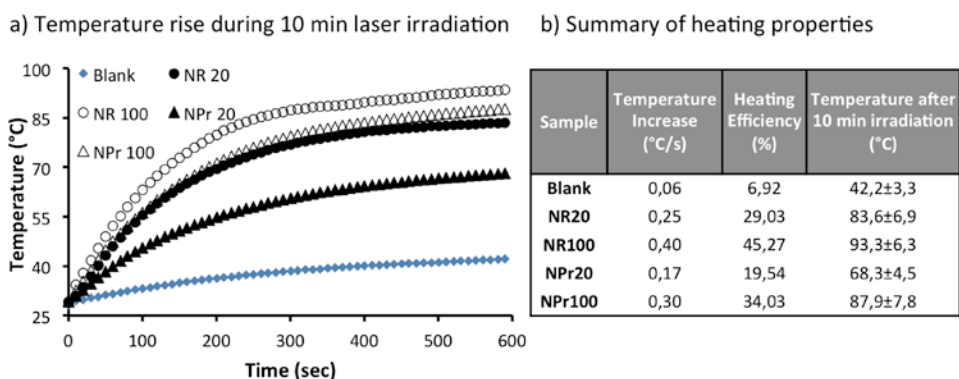 a) Temperature rise during 10 min laser irradiation
100
85
70
55
40
25
Temperature (°C)
Blank
NR 20
NR 100
NPr 20
NPr 100
0
100
200
300
400
500
600
Time (sec)
b) Summary of heating properties
Sample
Temperature
Increase
(°C/s)
Heating
Efficiency
(%)
Temperature after
10 min irradiation
(°C)
Blank 0,06 6,92 42,2±3,3
NR20 0,25 29,03 83,6±6,9
NR100 0,40 45,27 93,3±6,3
NPr20 0,17 19,54 68,3±4,5
NPr100 0,30 34,03 87,9±7,8